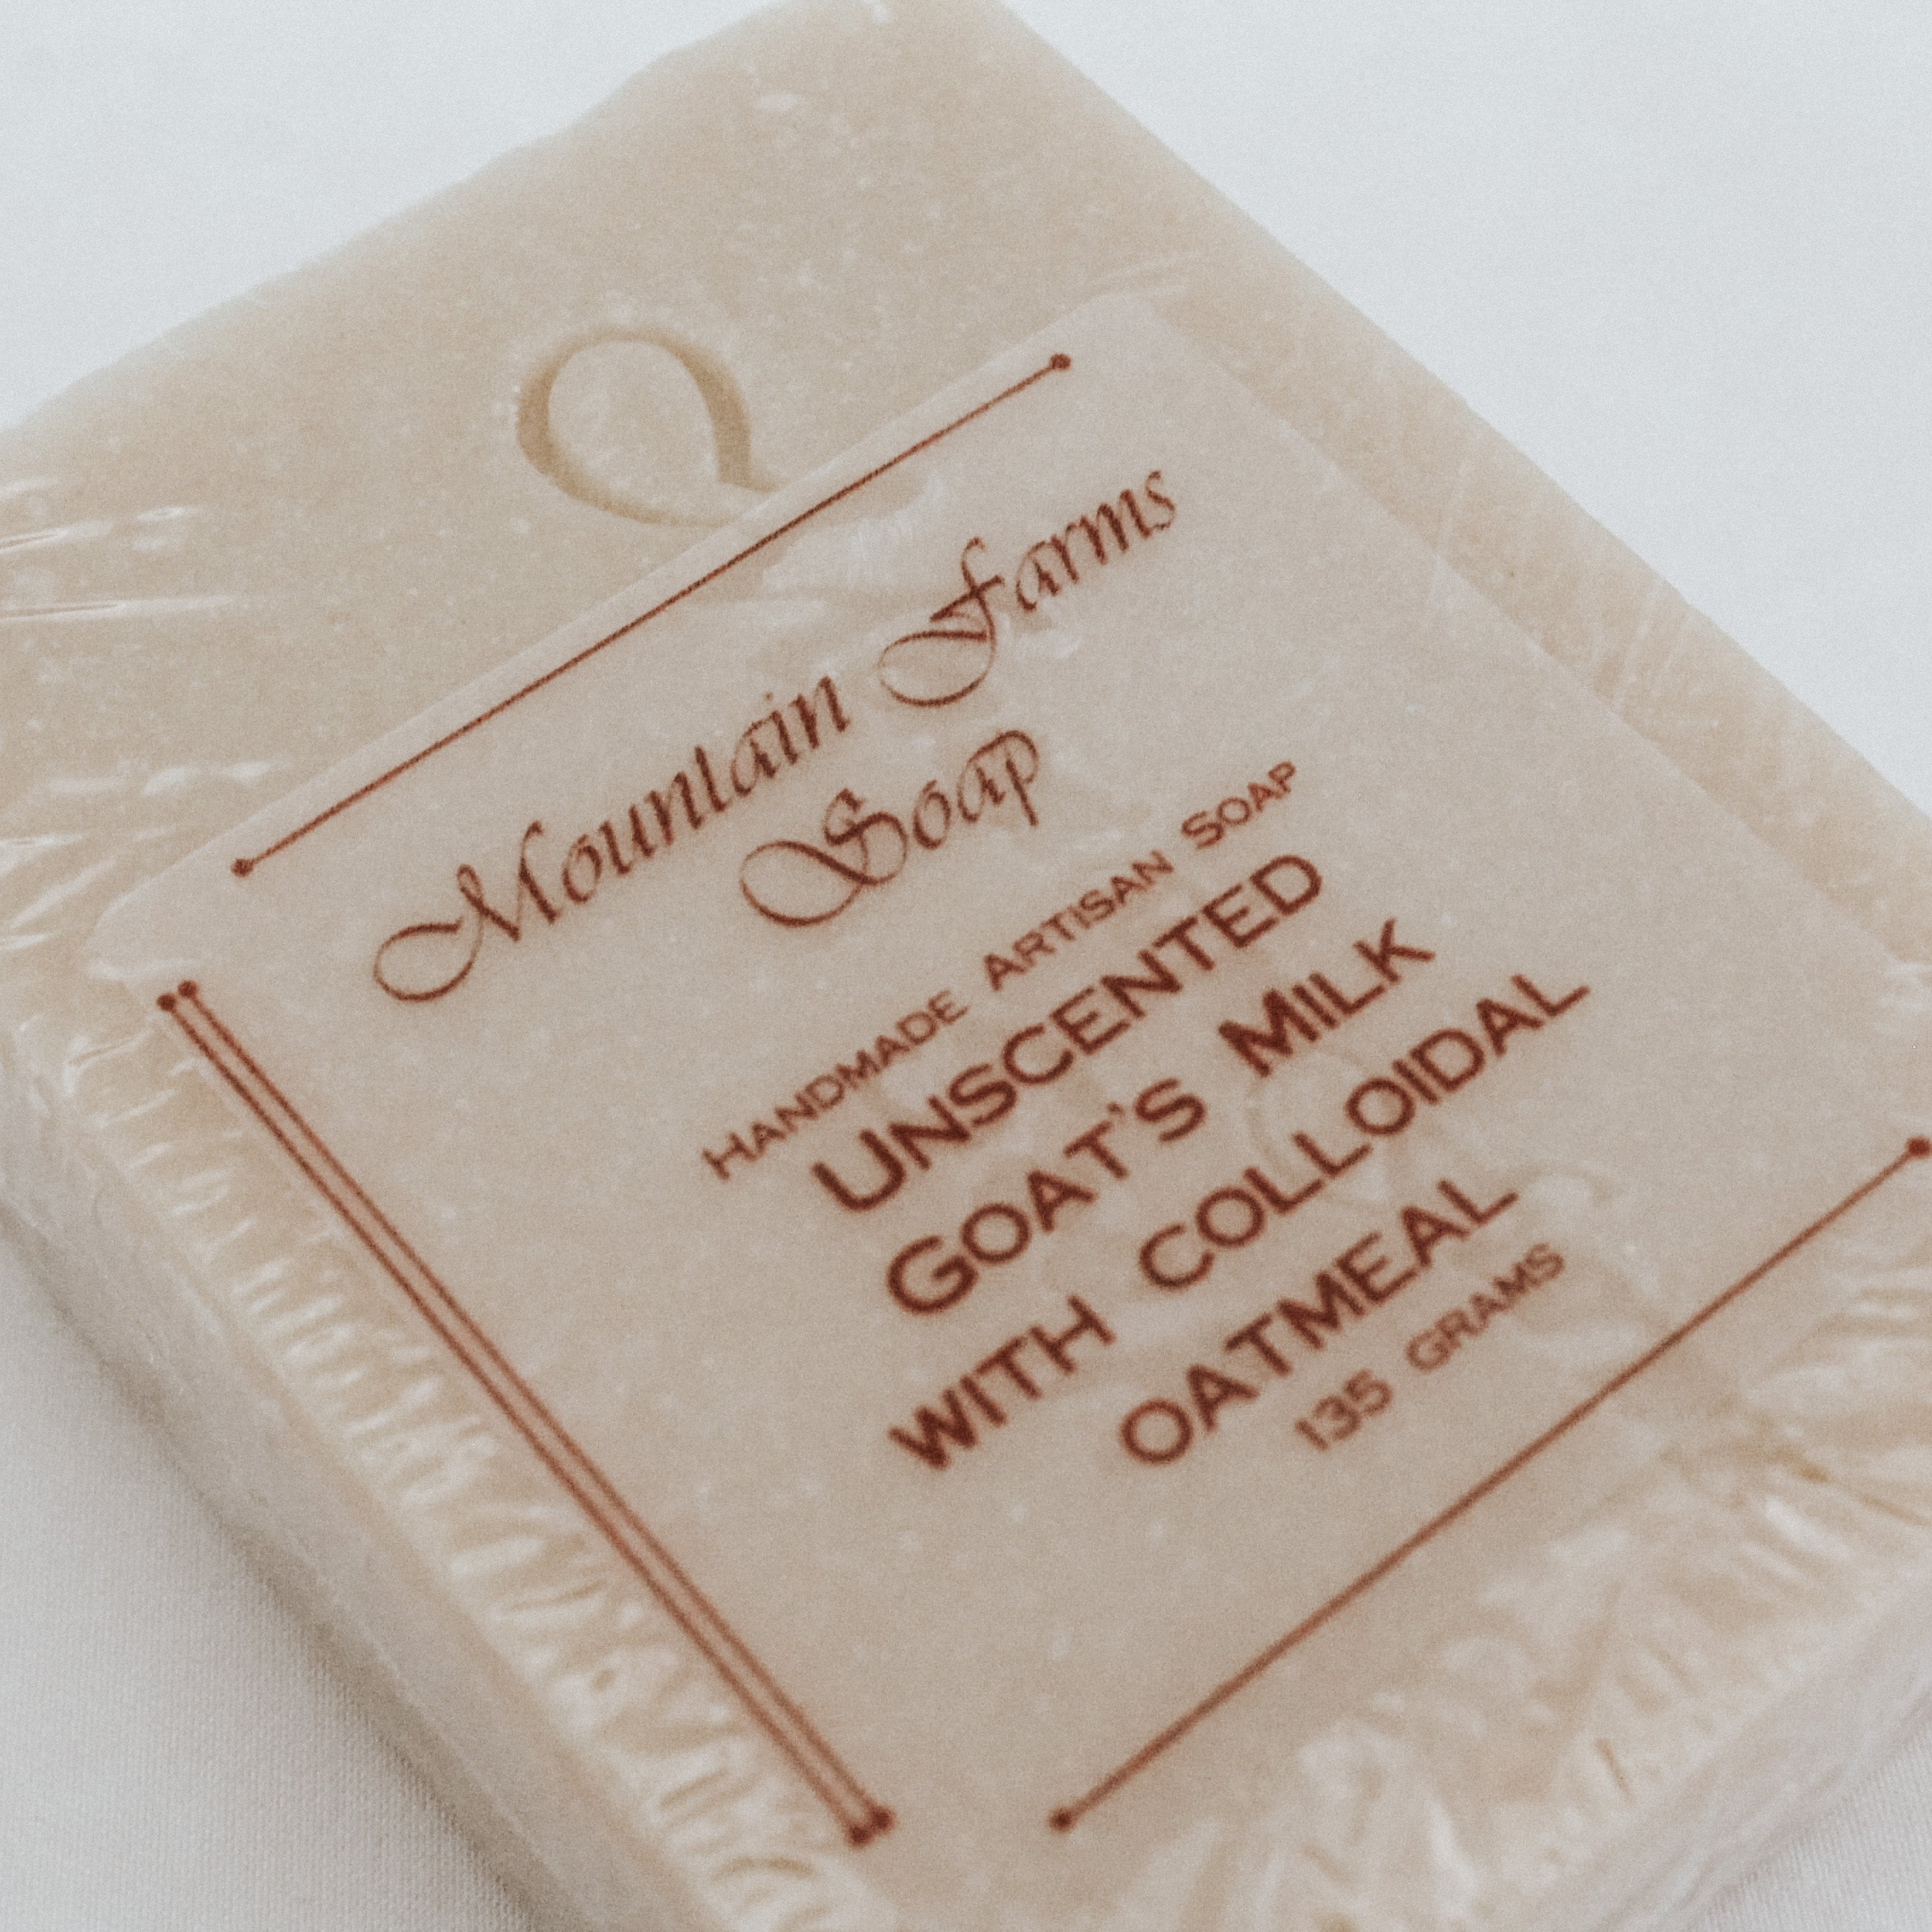 Mountain Farms
Soap
Handmade Artisan Soap
Unscented
Goat's Milk
with Colloidal
Oatmeal
135 grams